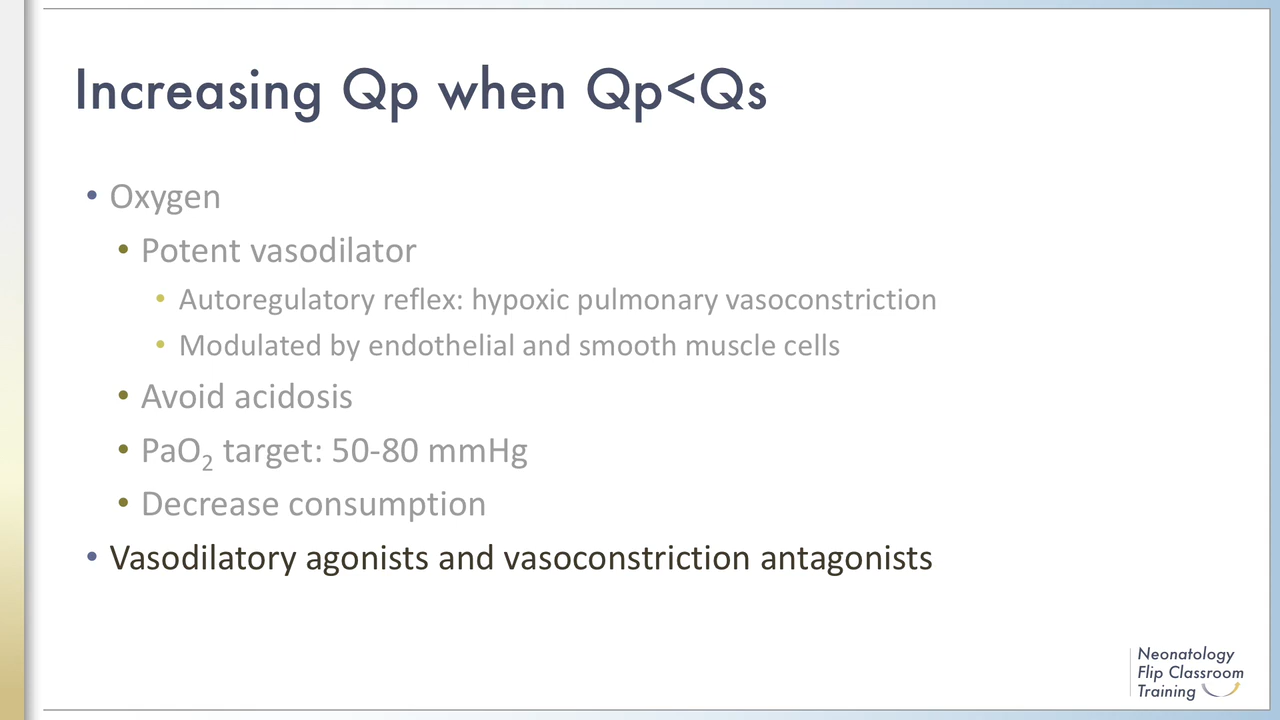 Increasing Qp when Qp<Qs
• Oxygen
• Potent vasodilator
• Autoregulatory reflex: hypoxic pulmonary vasoconstriction
• Modulated by endothelial and smooth muscle cells
• Avoid acidosis
• PaO₂ target: 50-80 mmHg
• Decrease consumption
• Vasodilatory agonists and vasoconstriction antagonists
Neonatology
Flip Classroom
Training